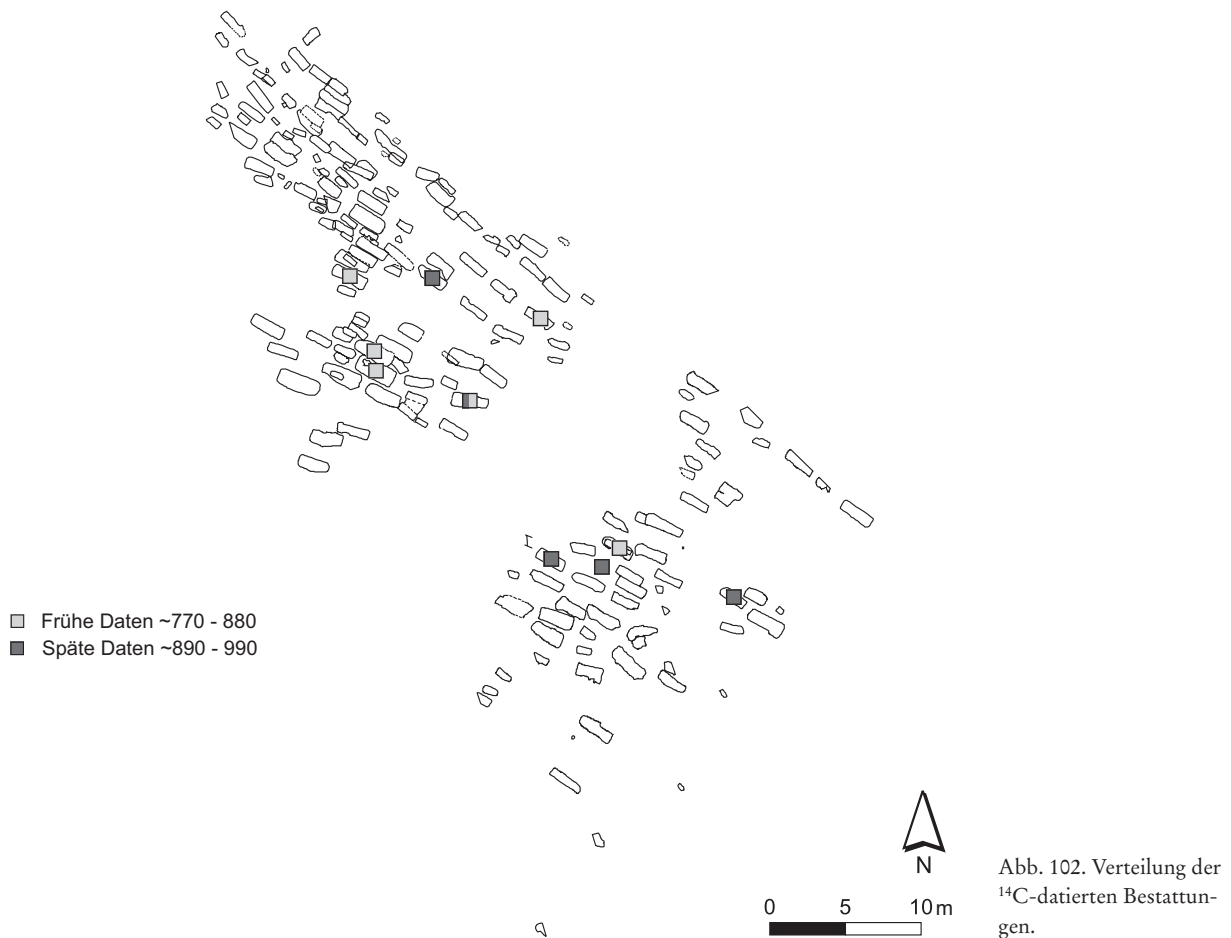 Frühe Daten ~770 - 880
Späte Daten ~890 - 990
N
0 5 10 m
Abb. 102. Verteilung der
¹⁴C-datierten Bestattun-
gen.